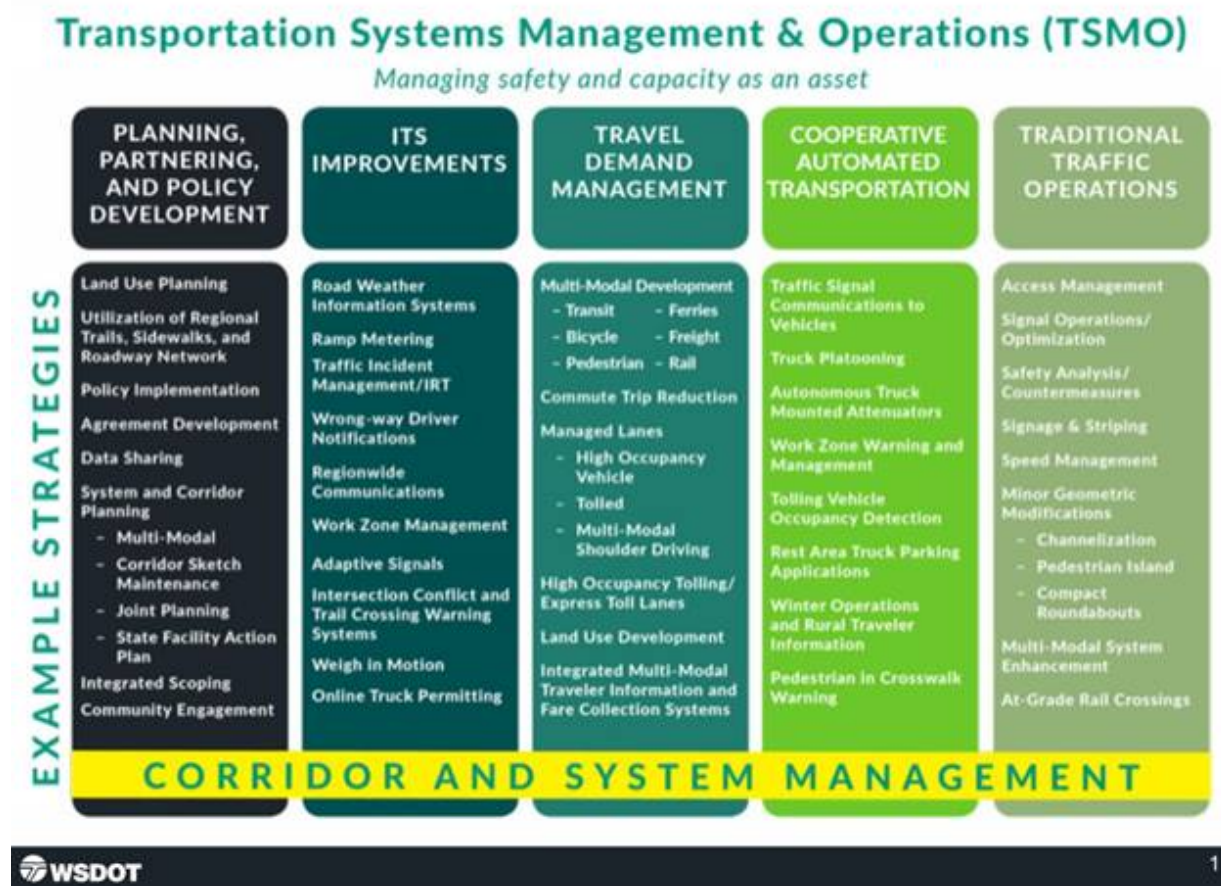 Transportation Systems Management & Operations (TSMO)
Managing safety and capacity as an asset
EXAMPLE STRATEGIES
PLANNING,
PARTNERING,
AND POLICY
DEVELOPMENT
Land Use Planning
Utilization of Regional
Trails, Sidewalks, and
Roadway Network
Policy Implementation
Agreement Development
Data Sharing
System and Corridor
Planning
- Multi-Modal
- Corridor Sketch
Maintenance
- Joint Planning
- State Facility Action
Plan
Integrated Scoping
Community Engagement
ITS
IMPROVEMENTS
Road Weather
Information Systems
Ramp Metering
Traffic Incident
Management/IRT
Wrong-way Driver
Notifications
Regionwide
Communications
Work Zone Management
Adaptive Signals
Intersection Conflict and
Trail Crossing Warning
Systems
Weigh in Motion
Online Truck Permitting
TRAVEL
DEMAND
MANAGEMENT
Multi-Modal Development
- Transit - Ferries
- Bicycle - Freight
- Pedestrian - Rail
Commute Trip Reduction
Managed Lanes
- High Occupancy
Vehicle
- Tolled
- Multi-Modal
Shoulder Driving
High Occupancy Tolling/
Express Toll Lanes
Land Use Development
Integrated Multi-Modal
Traveler Information and
Fare Collection Systems
COOPERATIVE
AUTOMATED
TRANSPORTATION
Traffic Signal
Communications to
Vehicles
Truck Platooning
Autonomous Truck
Mounted Attenuators
Work Zone Warning and
Management
Tolling Vehicle
Occupancy Detection
Rest Area Truck Parking
Applications
Winter Operations
and Rural Traveler
Information
Pedestrian in Crosswalk
Warning
TRADITIONAL
TRAFFIC
OPERATIONS
Access Management
Signal Operations/
Optimization
Safety Analysis/
Countermeasures
Signage & Striping
Speed Management
Minor Geometric
Modifications
- Channelization
- Pedestrian Island
- Compact
Roundabouts
Multi-Modal System
Enhancement
At-Grade Rail Crossings
CORRIDOR AND SYSTEM MANAGEMENT
WSDOT
1